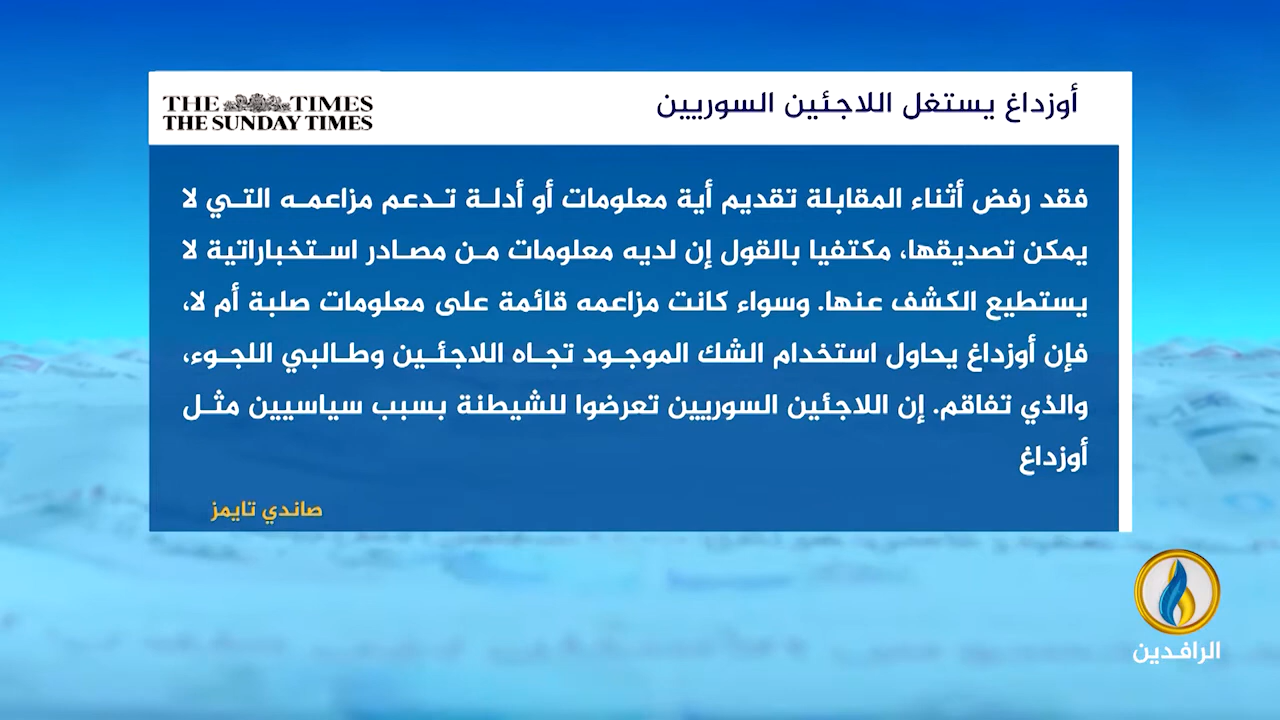 THE TIMES
THE SUNDAY TIMES
أوزداغ يستغل اللاجئين السوريين
فقد رفض أثناء المقابلة تقديم أية معلومات أو أدلـة تـدعم مزاعمـه التـي لا
يمكن تصديقها، مكتفيا بالقول إن لديه معلومات مـن مصـادر اسـتخباراتية لا
يستطيع الكشف عنها. وسواء كانت مزاعمه قائمة على معلومات صلبة أم لا،
فإن أوزداغ يحاول استخدام الشك الموجـود تجـاه اللاجئـين وطـالبي اللجـوء،
والذي تفاقم. إن اللاجئين السوريين تعرضوا للشيطنة بسبب سياسيين مثـل
أوزداغ
صاندي تايمز
الرافدين